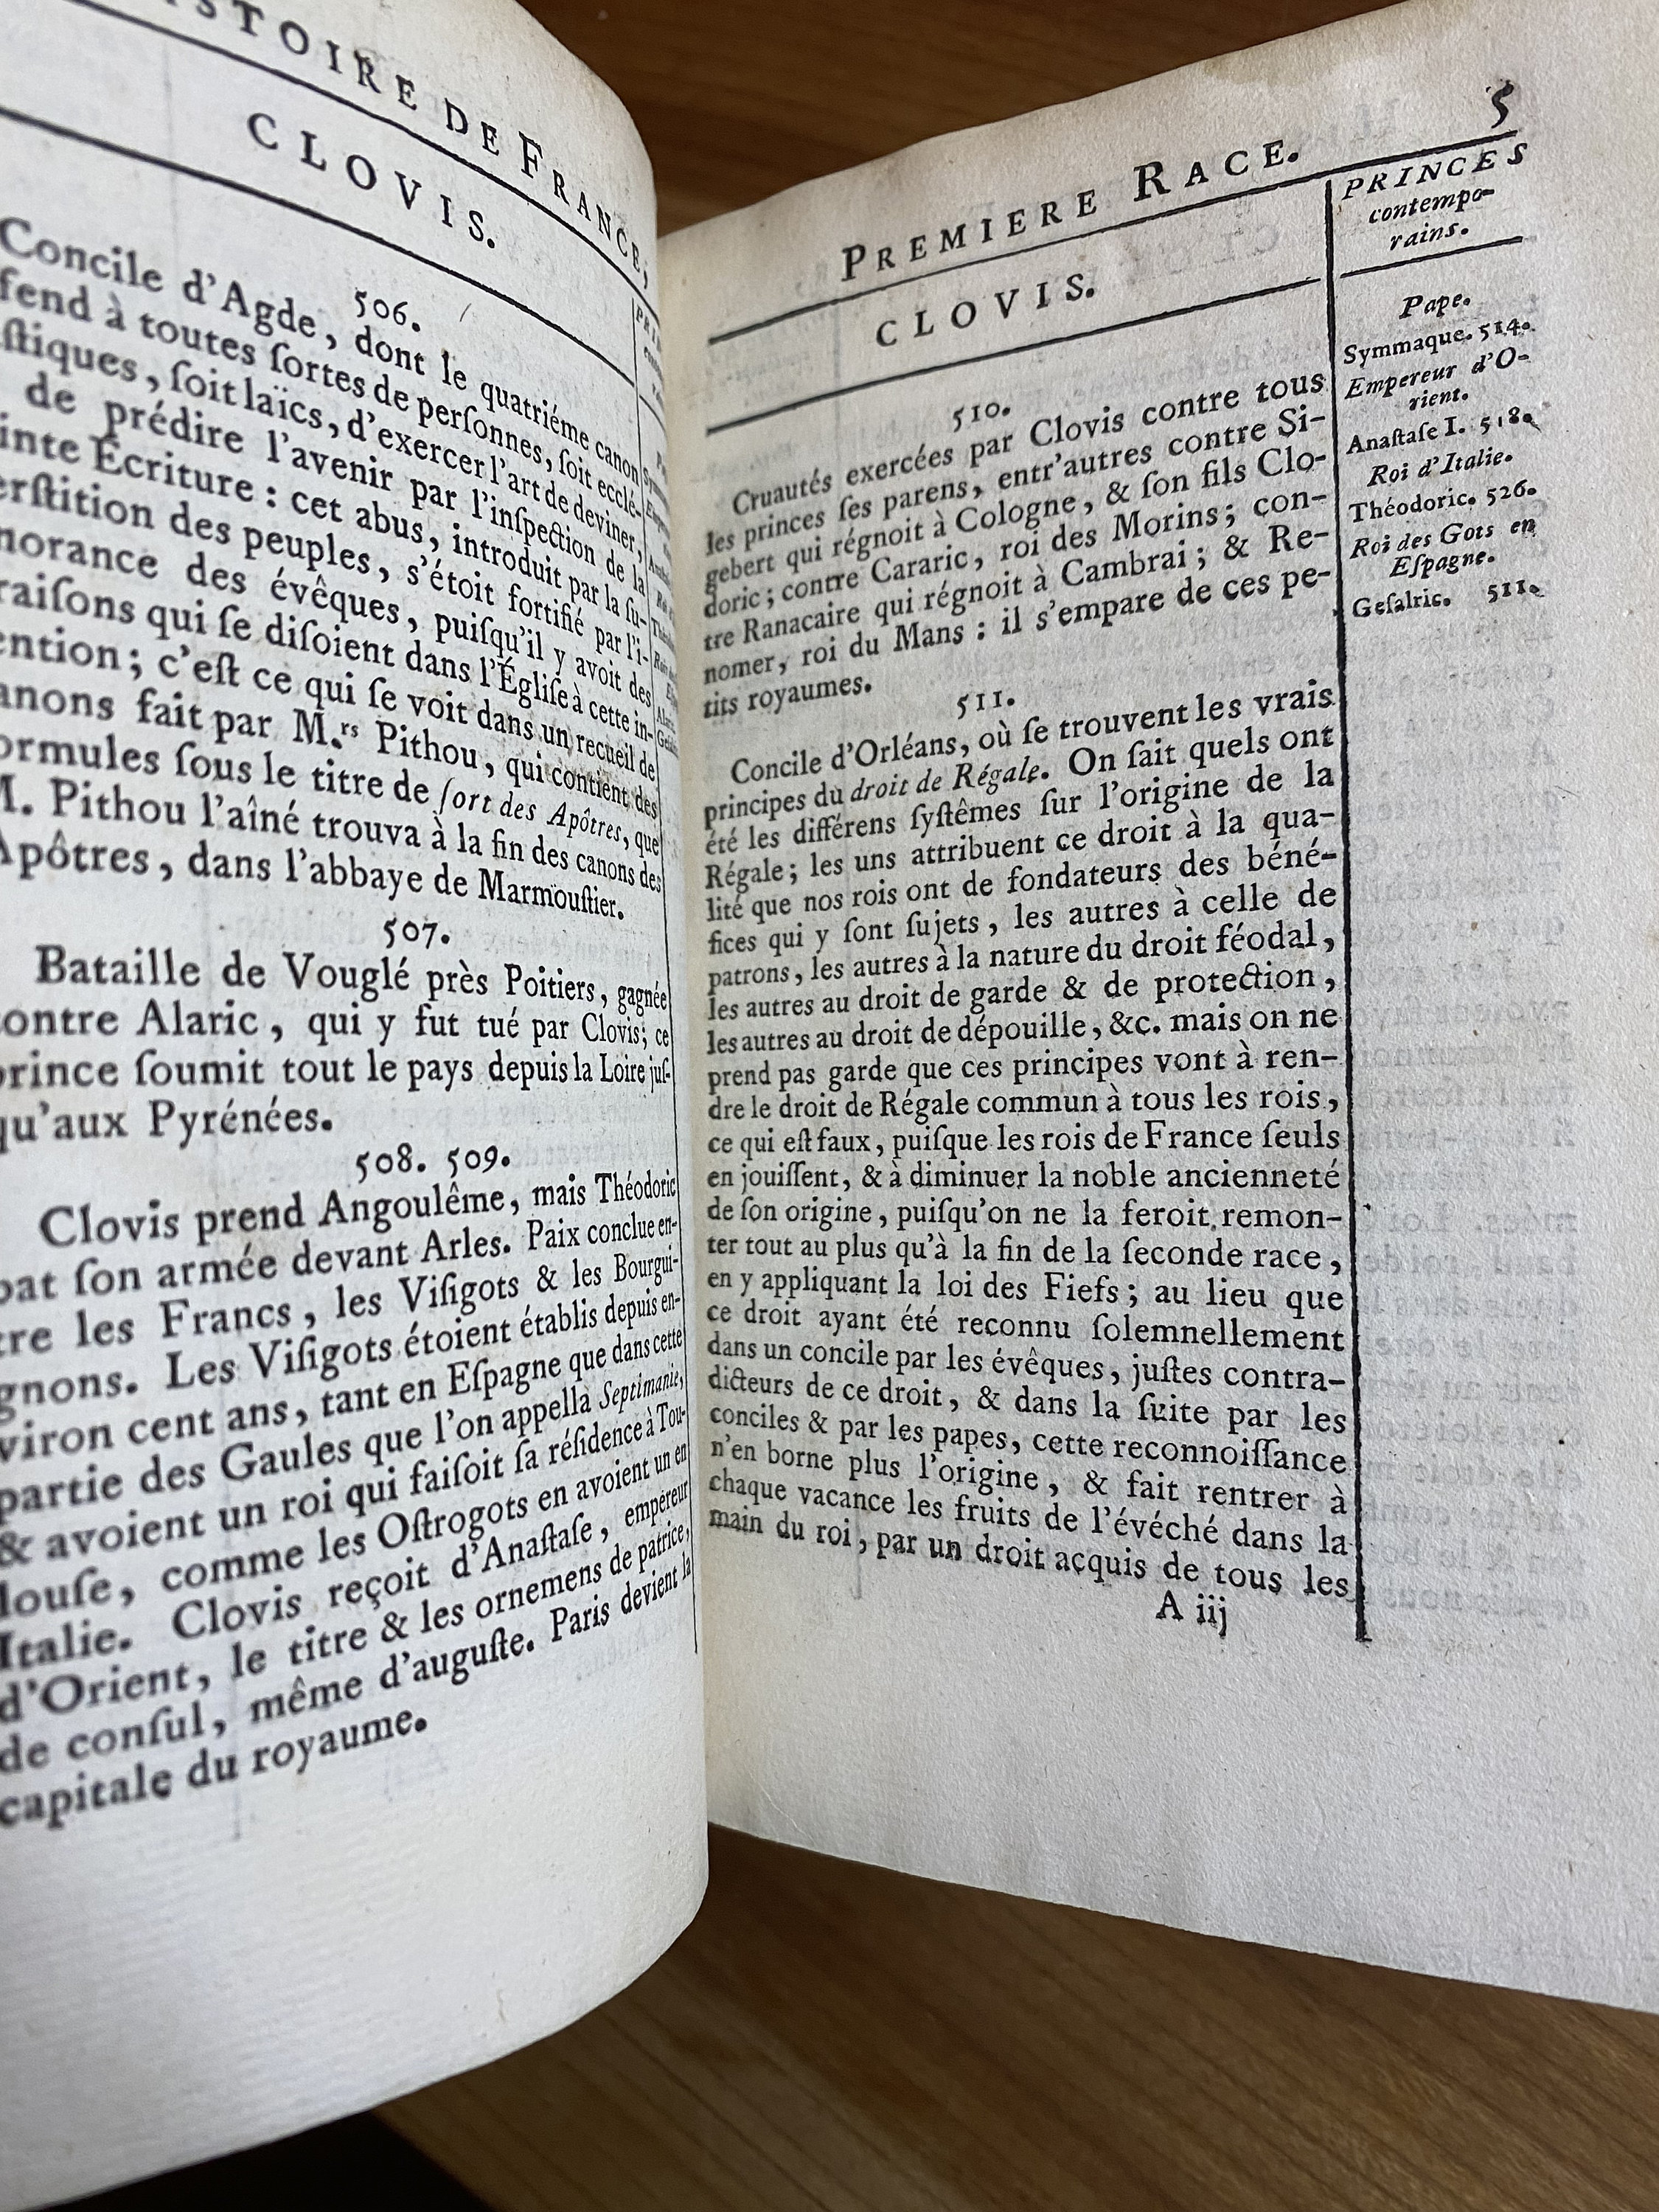 HISTOIRE DE FRANCE,
CLOVIS.
506.
Concile d'Agde, dont le quatriéme canon
fend à toutes ſortes de perſonnes, ſoit ecclé-
ſtiques, ſoit laïcs, d'exercer l'art de deviner,
de prédire l'avenir par l'inſpection de la
inte Écriture : cet abus, introduit par la ſu-
erſtition des peuples, s'étoit fortifié par l'i-
norance des évêques, puiſqu'il y avoit des
raiſons qui ſe diſoient dans l'Égliſe à cette in-
ention ; c'eſt ce qui ſe voit dans un recueil de
anons fait par M.rs Pithou, qui contient des
ormules ſous le titre de ſort des Apôtres, que
M. Pithou l'aîné trouva à la fin des canons des
Apôtres, dans l'abbaye de Marmouſtier.
507.
Bataille de Vouglé près Poitiers, gagnée
contre Alaric, qui y fut tué par Clovis; ce
prince ſoumit tout le pays depuis la Loire juſ-
qu'aux Pyrénées.
508. 509.
Clovis prend Angoulême, mais Théodoric
bat ſon armée devant Arles. Paix conclue en-
tre les Francs, les Viſigots & les Bourgui-
gnons. Les Viſigots étoient établis depuis en-
viron cent ans, tant en Eſpagne que dans cette
partie des Gaules que l'on appella Septimanie,
& avoient un roi qui faiſoit ſa réſidence à Tou-
louſe, comme les Oſtrogots en avoient un en
Italie. Clovis reçoit d'Anaſtaſe, empéreur
d'Orient, le titre & les ornemens de patrice,
de conſul, même d'auguſte. Paris devient la
capitale du royaume.
PREMIERE RACE. 5
CLOVIS.
510.
Cruautés exercées par Clovis contre tous
les princes ſes parens, entr'autres contre Si-
gebert qui régnoit à Cologne, & ſon fils Clo-
doric ; contre Cararic, roi des Morins ; con-
tre Ranacaire qui régnoit à Cambrai ; & Re-
nomer, roi du Mans : il s'empare de ces pe-
tits royaumes.
511.
Concile d'Orléans, où ſe trouvent les vrais
principes du droit de Régale. On ſait quels ont
été les différens ſyſtêmes ſur l'origine de la
Régale ; les uns attribuent ce droit à la qua-
lité que nos rois ont de fondateurs des béné-
fices qui y ſont ſujets, les autres à celle de
patrons, les autres à la nature du droit féodal,
les autres au droit de garde & de protection,
les autres au droit de dépouille, &c. mais on ne
prend pas garde que ces principes vont à ren-
dre le droit de Régale commun à tous les rois,
ce qui eſt faux, puiſque les rois de France ſeuls
en jouiſſent, & à diminuer la noble ancienneté
de ſon origine, puiſqu'on ne la feroit remon-
ter tout au plus qu'à la fin de la ſeconde race,
en y appliquant la loi des Fiefs ; au lieu que
ce droit ayant été reconnu ſolemnellement
dans un concile par les évêques, juſtes contra-
dicteurs de ce droit, & dans la ſuite par les
conciles & par les papes, cette reconnoiſſance
n'en borne plus l'origine, & fait rentrer à
chaque vacance les fruits de l'évéché dans la
main du roi, par un droit acquis de tous les
A iij
PRINCES
contempo-
rains.
Pape.
Symmaque. 514.
Empereur d'O-
rient.
Anaſtaſe I. 518.
Roi d'Italie.
Théodoric. 526.
Roi des Gots en
Eſpagne.
Geſalric. 511.